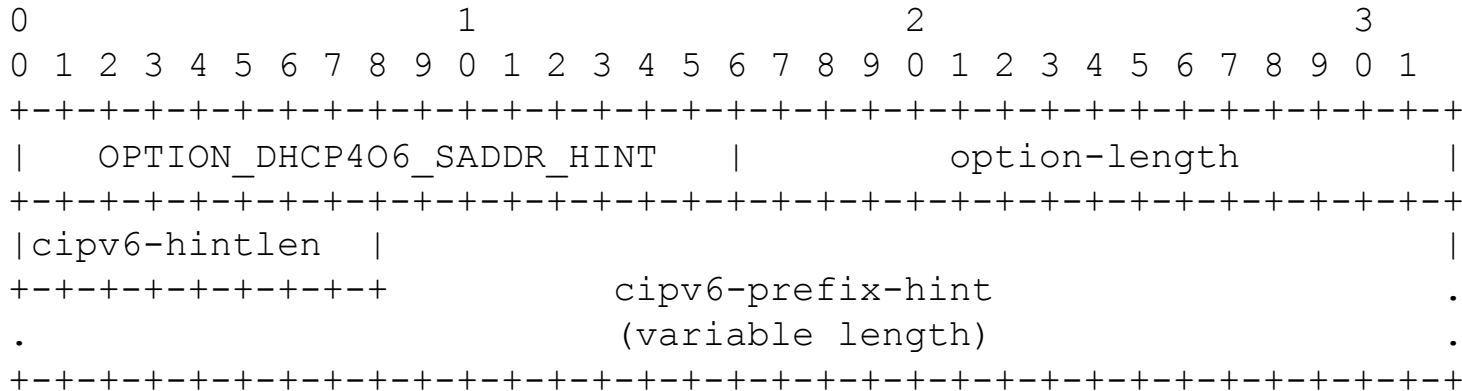 0                   1                   2                   3
0 1 2 3 4 5 6 7 8 9 0 1 2 3 4 5 6 7 8 9 0 1 2 3 4 5 6 7 8 9 0 1
+-+-+-+-+-+-+-+-+-+-+-+-+-+-+-+-+-+-+-+-+-+-+-+-+-+-+-+-+-+-+-+-+
|   OPTION_DHCP4O6_SADDR_HINT   |         option-length         |
+-+-+-+-+-+-+-+-+-+-+-+-+-+-+-+-+-+-+-+-+-+-+-+-+-+-+-+-+-+-+-+-+
|cipv6-hintlen  |                                               |
+-+-+-+-+-+-+-+-+          cipv6-prefix-hint                    .
.                          (variable length)                    .
+-+-+-+-+-+-+-+-+-+-+-+-+-+-+-+-+-+-+-+-+-+-+-+-+-+-+-+-+-+-+-+-+